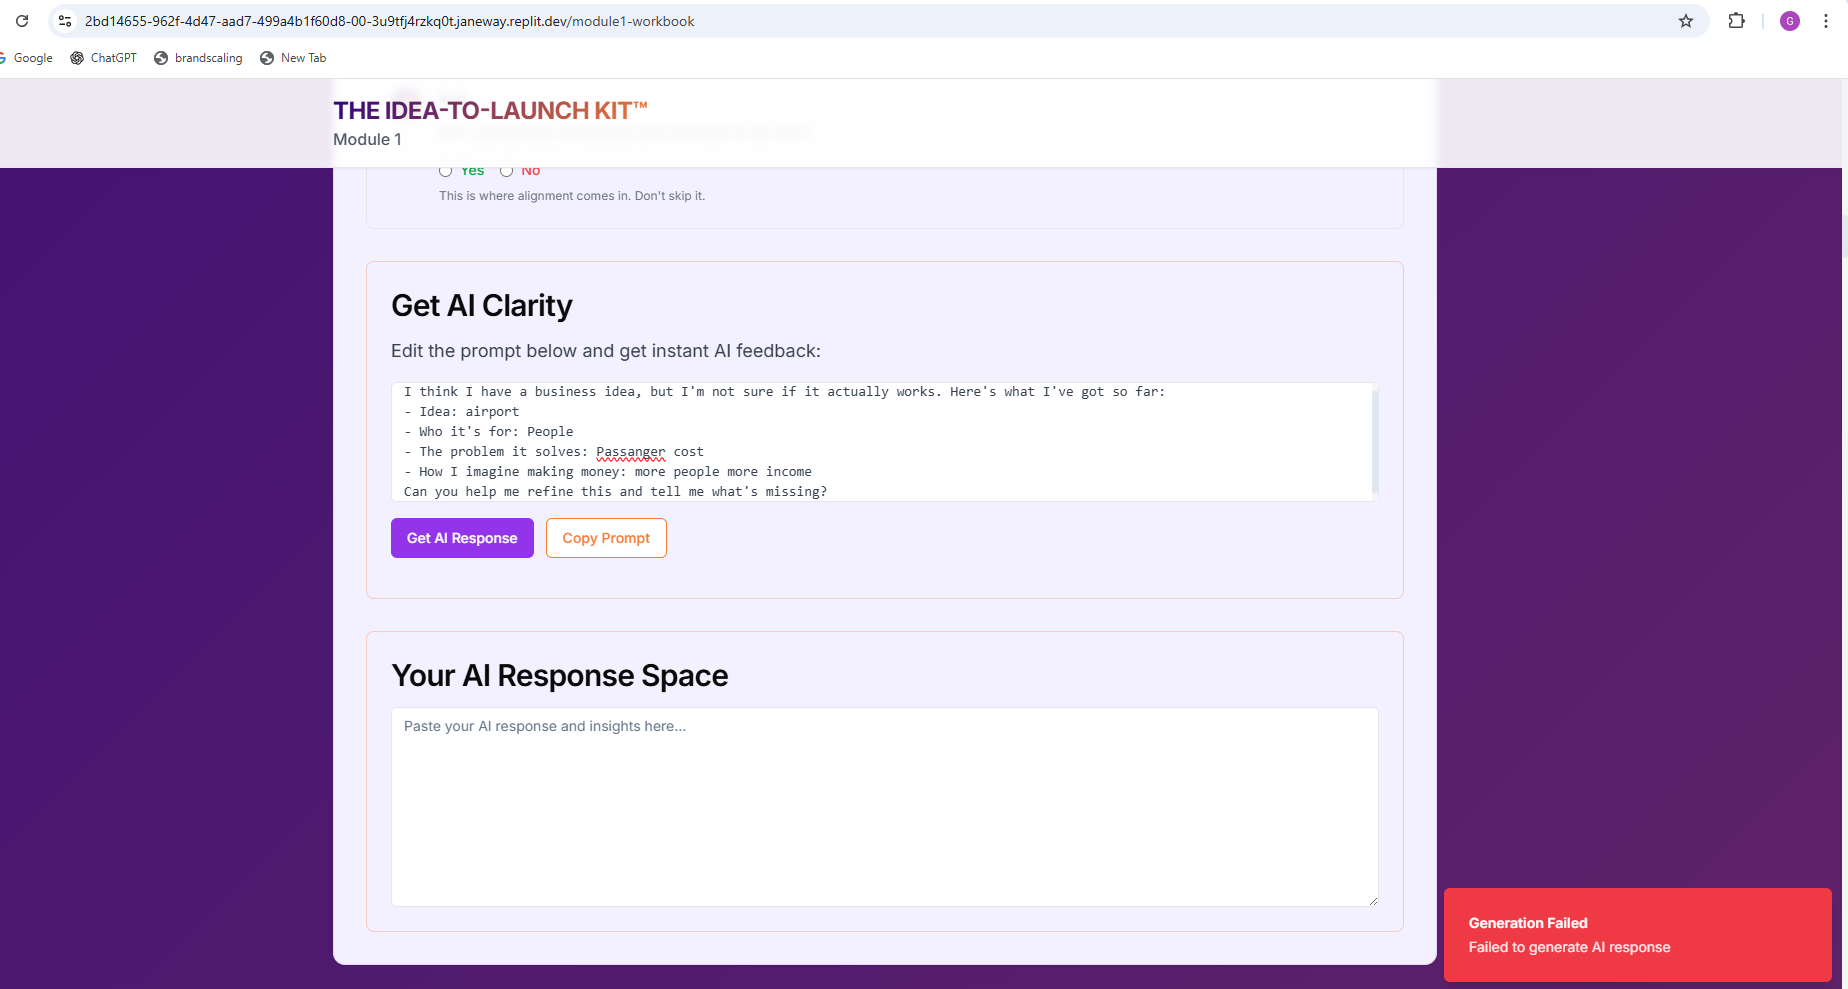 2bd14655-962f-4d47-aad7-499a4b1f60d8-00-3u9tfj4rzkq0t.janeway.replit.dev/module1-workbook
G
Google
ChatGPT
brandscaling
New Tab
THE IDEA-TO-LAUNCH KIT™
Module 1
Yes No
This is where alignment comes in. Don't skip it.
Get AI Clarity
Edit the prompt below and get instant AI feedback:
I think I have a business idea, but I'm not sure if it actually works. Here's what I've got so far:
- Idea: airport
- Who it's for: People
- The problem it solves: Passanger cost
- How I imagine making money: more people more income
Can you help me refine this and tell me what's missing?
Get AI Response
Copy Prompt
Your AI Response Space
Paste your AI response and insights here...
Generation Failed
Failed to generate AI response